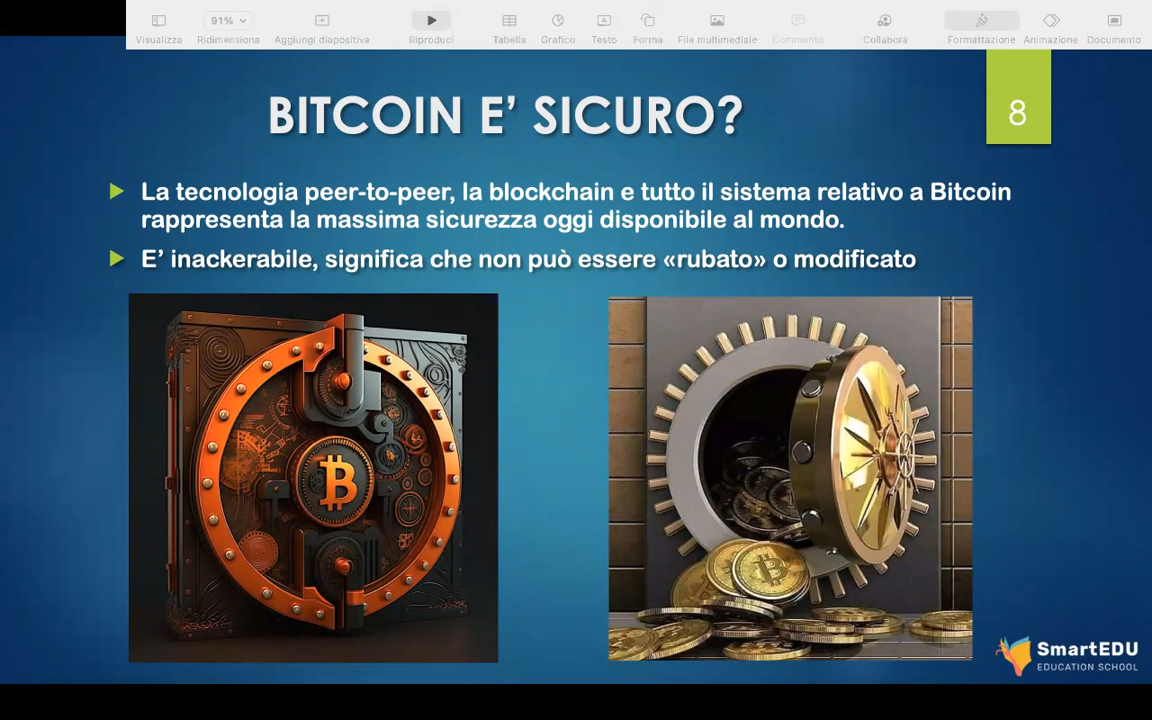 91%
Visualizza Ridimensiona Aggiungi diapositiva Riproduci Tabella Grafico Testo Forma File multimediale Commento Collabora Formattazione Animazione Documento
BITCOIN E’ SICURO?
8
La tecnologia peer-to-peer, la blockchain e tutto il sistema relativo a Bitcoin
rappresenta la massima sicurezza oggi disponibile al mondo.
E’ inackerabile, significa che non può essere «rubato» o modificato
SmartEDU
EDUCATION SCHOOL